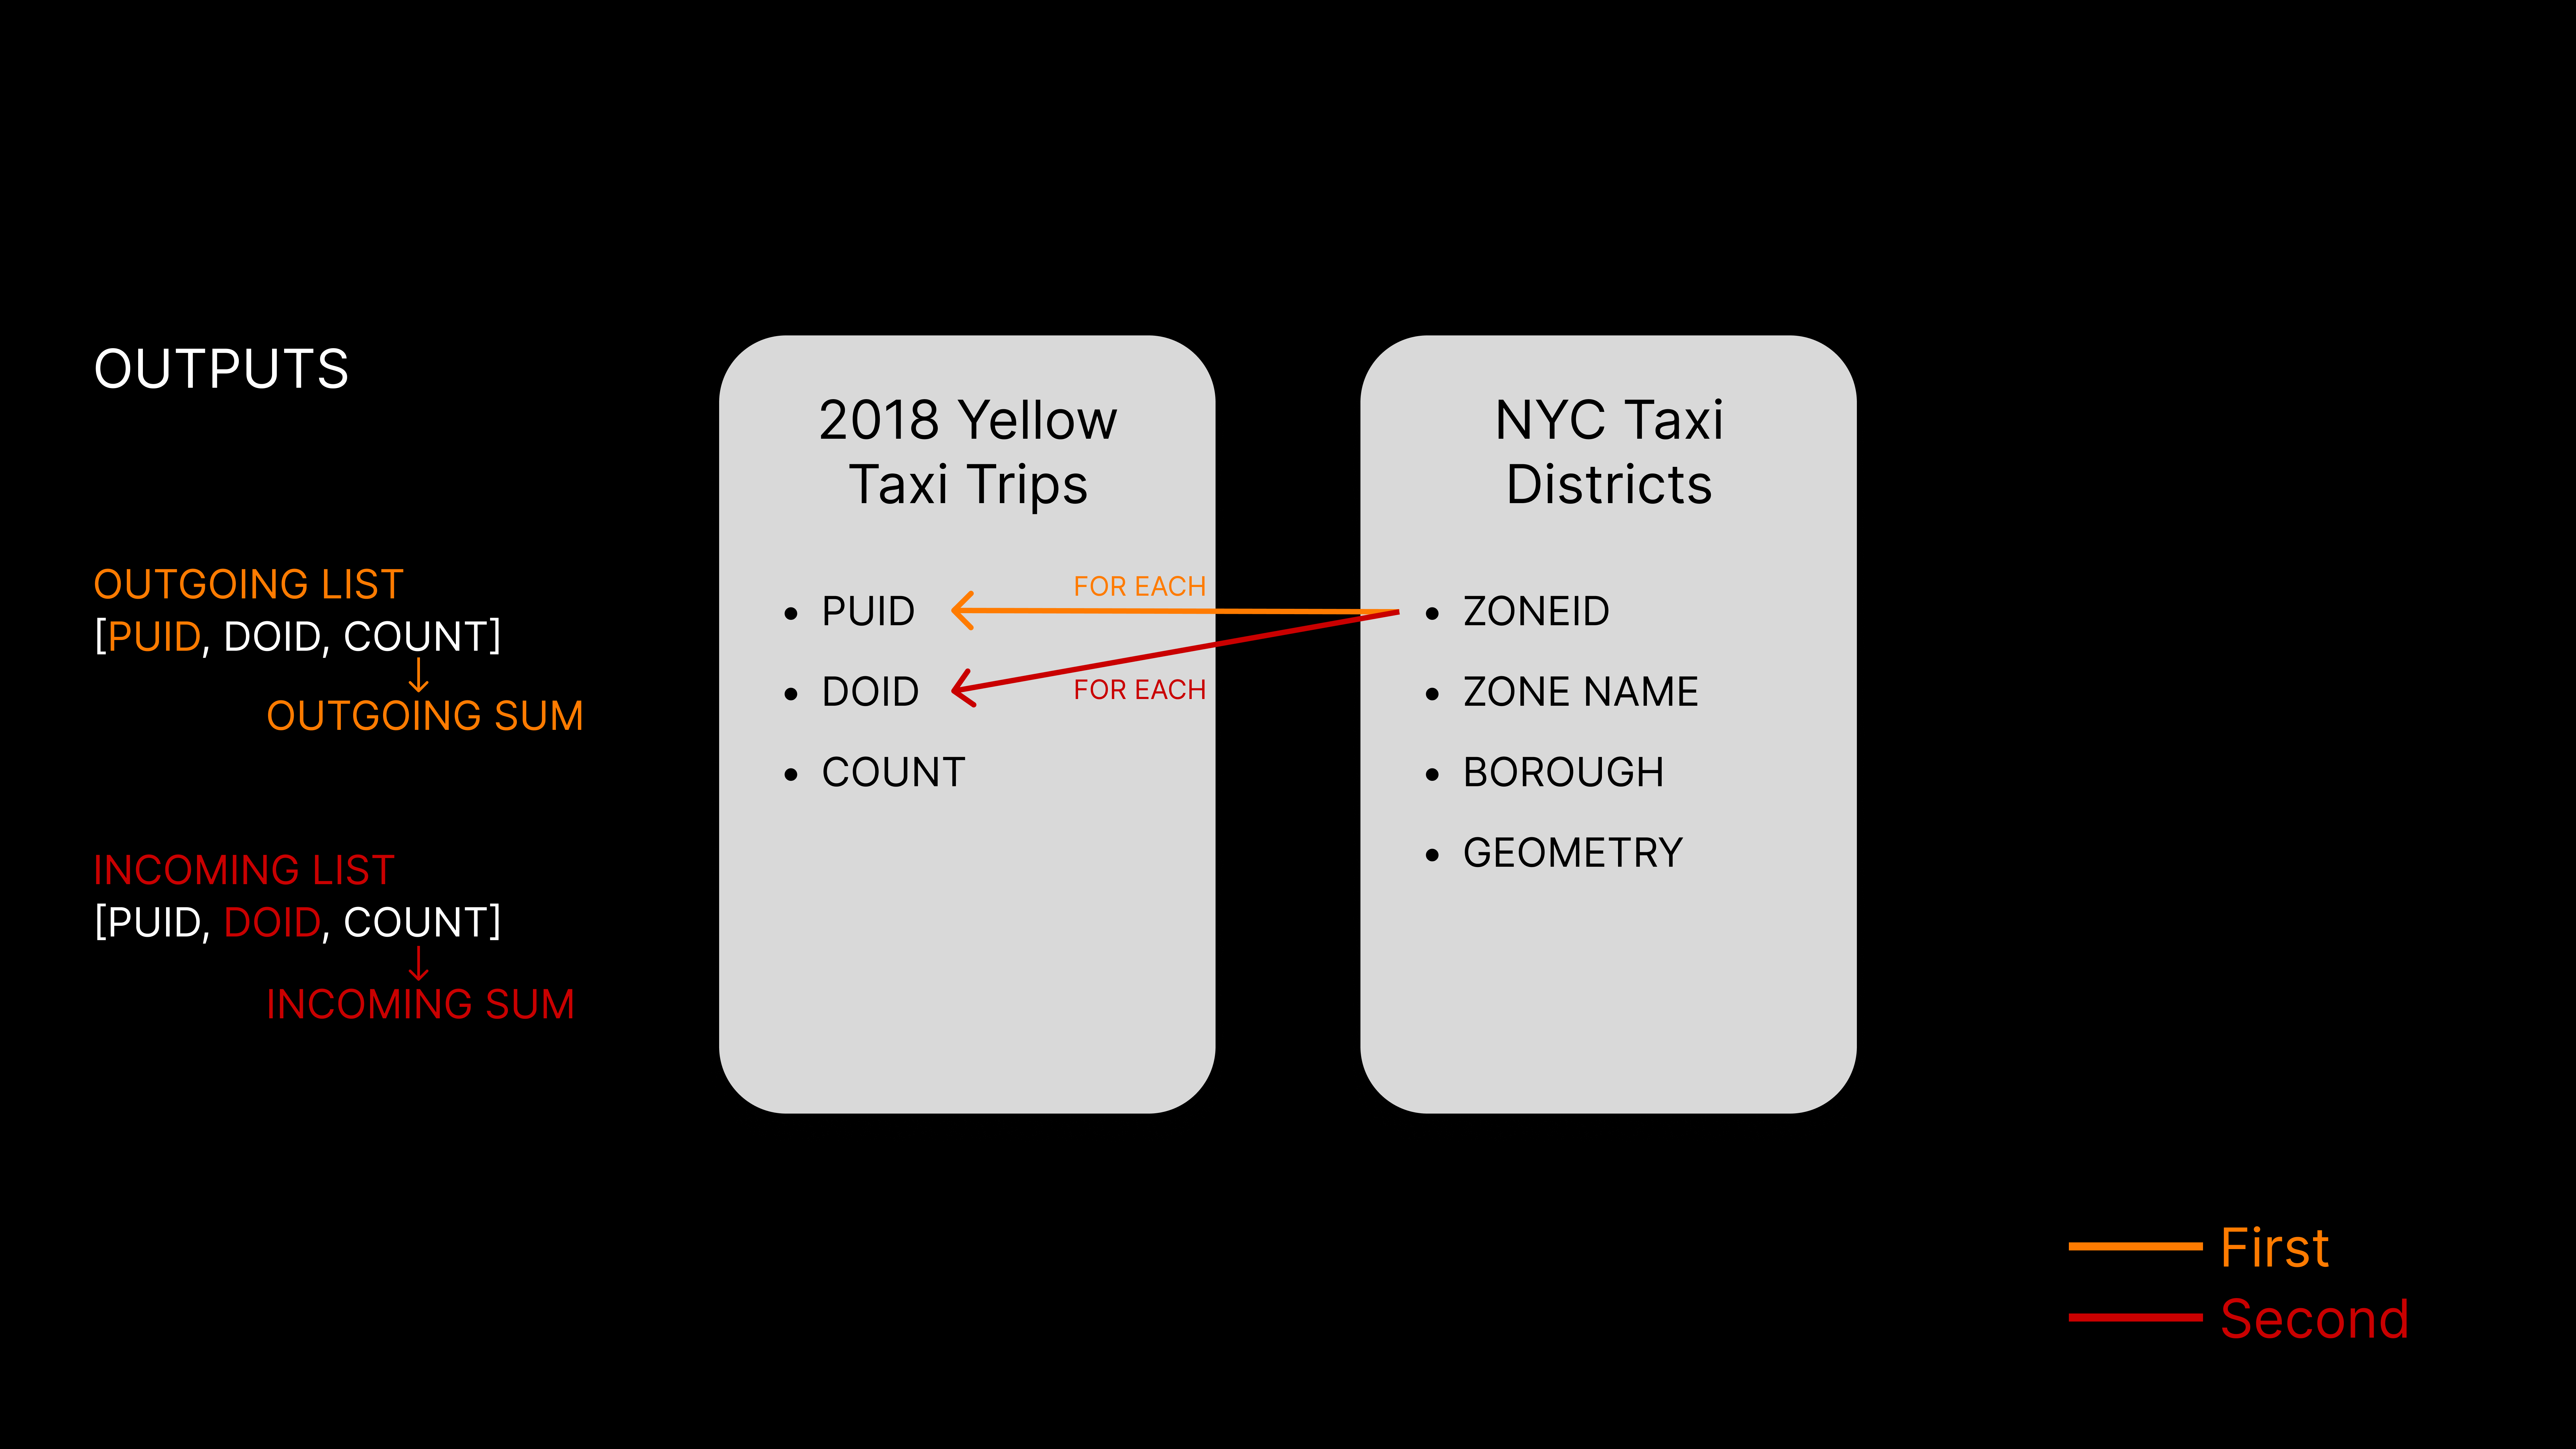 OUTPUTS
OUTGOING LIST
[PUID, DOID, COUNT]
OUTGOING SUM
INCOMING LIST
[PUID, DOID, COUNT]
INCOMING SUM
2018 Yellow
Taxi Trips
• PUID
• DOID
• COUNT
FOR EACH
FOR EACH
NYC Taxi
Districts
• ZONEID
• ZONE NAME
• BOROUGH
• GEOMETRY
First
Second